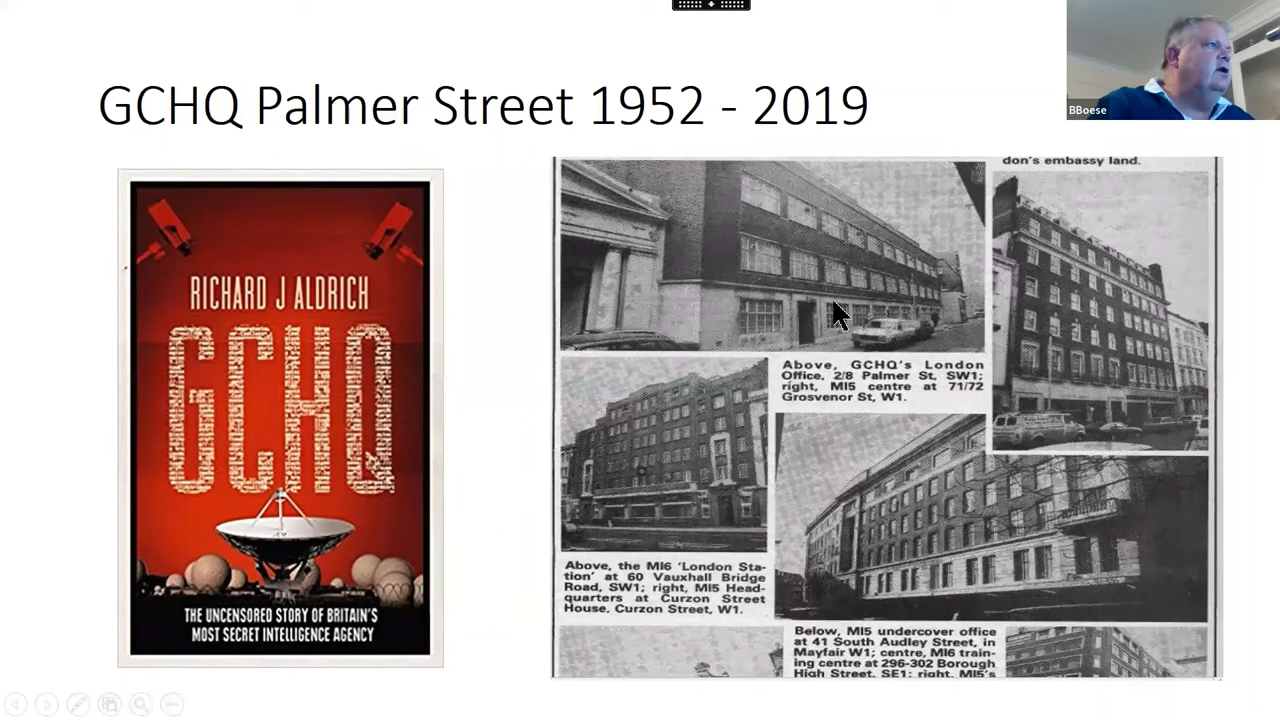 GCHQ Palmer Street 1952 - 2019
BBoese
RICHARD J ALDRICH
GCHQ
THE UNCENSORED STORY OF BRITAIN'S
MOST SECRET INTELLIGENCE AGENCY
don's embassy land.
Above, GCHQ's London
Office, 2/8 Palmer St, SW1;
right, MI5 centre at 71/72
Grosvenor St, W1.
Above, the MI6 'London Sta-
tion' at 60 Vauxhall Bridge
Road, SW1; right, MI5 Head-
quarters at Curzon Street
House, Curzon Street, W1.
Below, MI5 undercover office
at 41 South Audley Street, in
Mayfair W1; centre, MI6 train-
ing centre at 296-302 Borough
High Street, SE1; right, MI5's